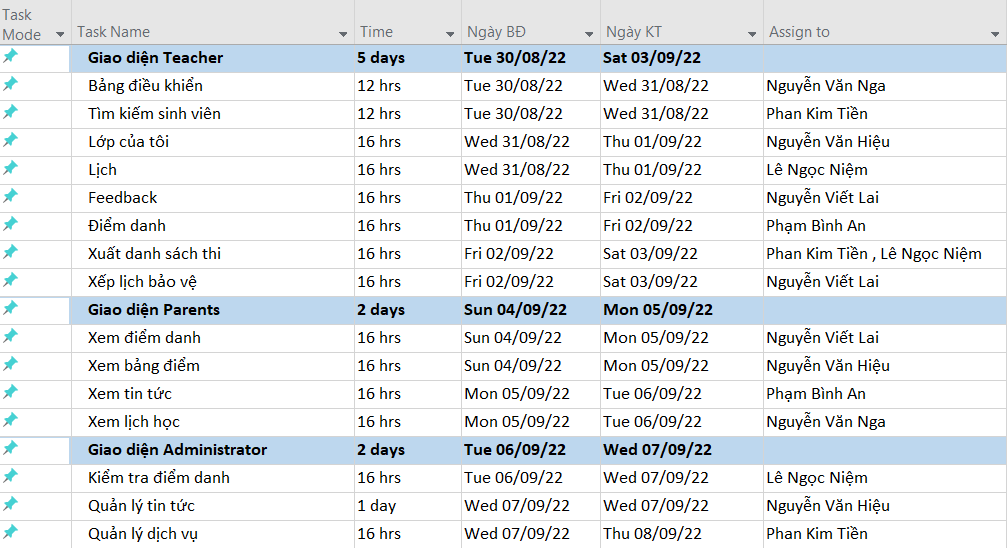 Task Mode Task Name Time Ngày BĐ Ngày KT Assign to
Giao diện Teacher 5 days Tue 30/08/22 Sat 03/09/22
Bảng điều khiển 12 hrs Tue 30/08/22 Wed 31/08/22 Nguyễn Văn Nga
Tìm kiếm sinh viên 12 hrs Tue 30/08/22 Wed 31/08/22 Phan Kim Tiền
Lớp của tôi 16 hrs Wed 31/08/22 Thu 01/09/22 Nguyễn Văn Hiệu
Lịch 16 hrs Wed 31/08/22 Thu 01/09/22 Lê Ngọc Niệm
Feedback 16 hrs Thu 01/09/22 Fri 02/09/22 Nguyễn Viết Lai
Điểm danh 16 hrs Thu 01/09/22 Fri 02/09/22 Phạm Bình An
Xuất danh sách thi 16 hrs Fri 02/09/22 Sat 03/09/22 Phan Kim Tiền , Lê Ngọc Niệm
Xếp lịch bảo vệ 16 hrs Fri 02/09/22 Sat 03/09/22 Nguyễn Viết Lai
Giao diện Parents 2 days Sun 04/09/22 Mon 05/09/22
Xem điểm danh 16 hrs Sun 04/09/22 Mon 05/09/22 Nguyễn Viết Lai
Xem bảng điểm 16 hrs Sun 04/09/22 Mon 05/09/22 Nguyễn Văn Hiệu
Xem tin tức 16 hrs Mon 05/09/22 Tue 06/09/22 Phạm Bình An
Xem lịch học 16 hrs Mon 05/09/22 Tue 06/09/22 Nguyễn Văn Nga
Giao diện Administrator 2 days Tue 06/09/22 Wed 07/09/22
Kiểm tra điểm danh 16 hrs Tue 06/09/22 Wed 07/09/22 Lê Ngọc Niệm
Quản lý tin tức 1 day Wed 07/09/22 Wed 07/09/22 Nguyễn Văn Hiệu
Quản lý dịch vụ 16 hrs Wed 07/09/22 Thu 08/09/22 Phan Kim Tiền